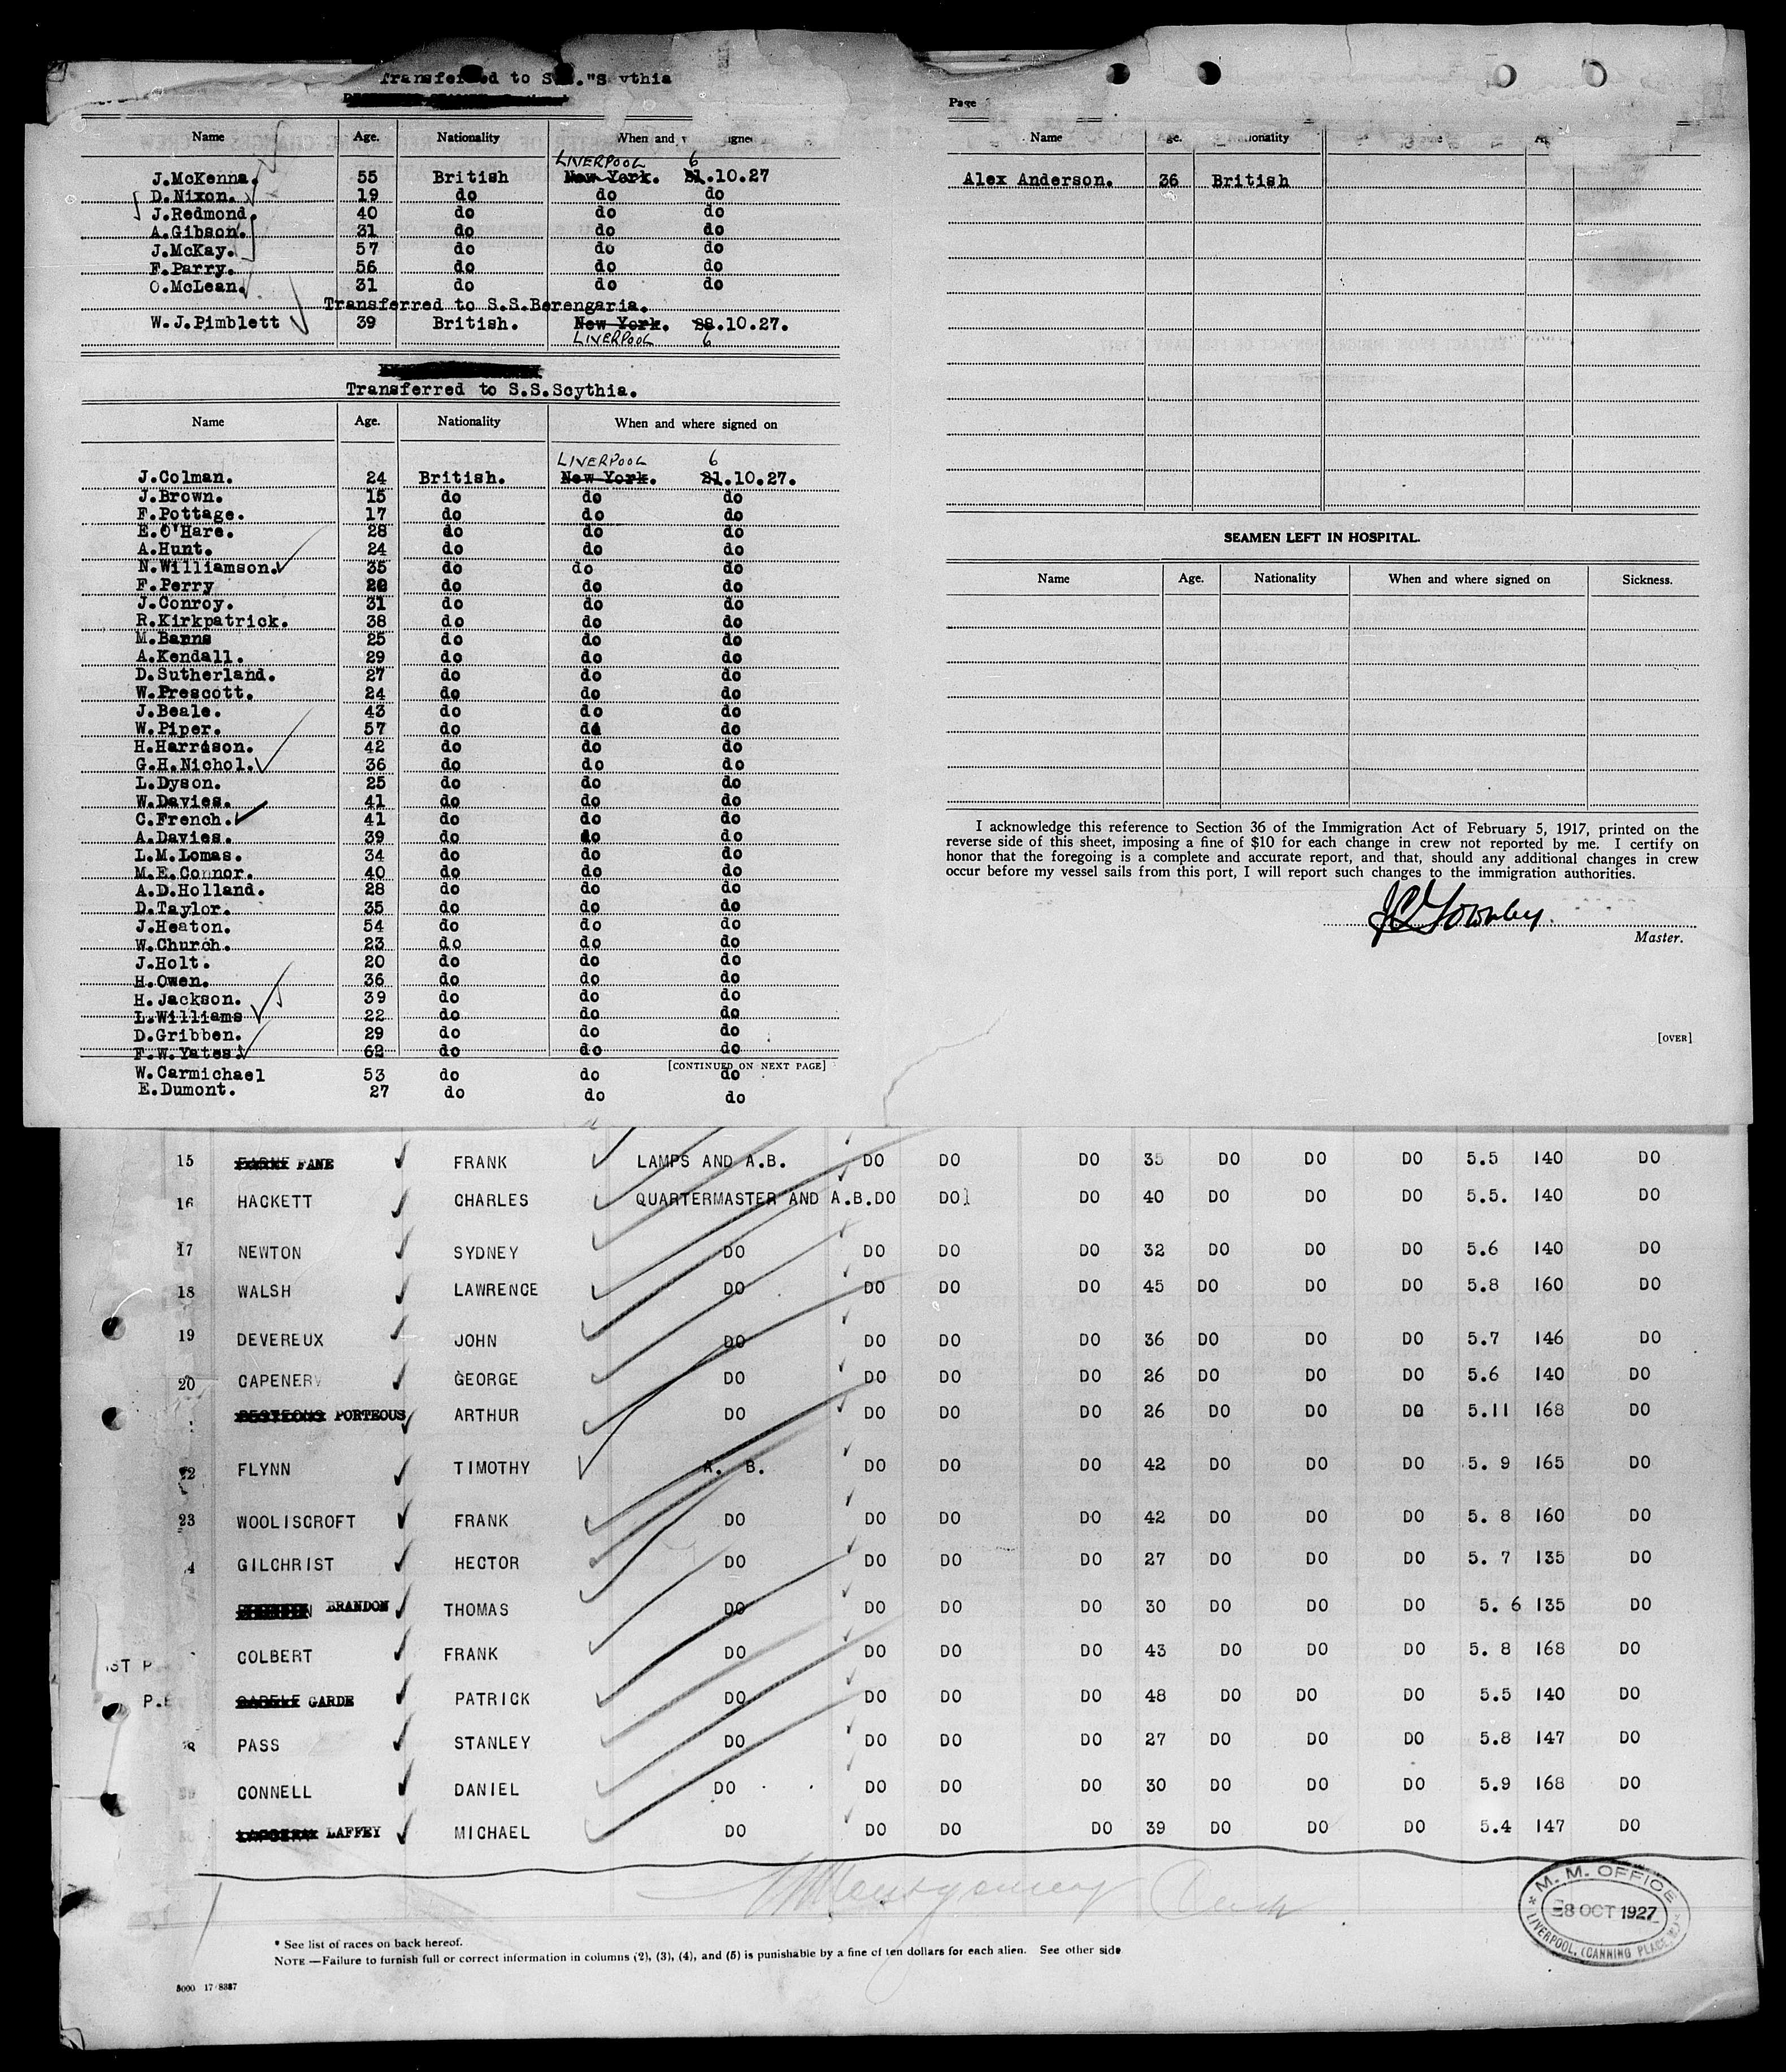 Transferred to S.S."Scythia
Name Age. Nationality When and signed
LIVERPOOL 6
J.McKenna. 55 British New York. 21.10.27
D.Nixon. 19 do do do
J.Redmond. 40 do do do
A.Gibson. 31 do do do
J.McKay. 57 do do do
F.Parry. 56 do do do
O.McLean. 31 do do do
Transferred to S.S.Berengaria.
W.J.Pimblett 39 British. New York. 28.10.27.
LIVERPOOL 6
Transferred to S.S.Scythia.
Name Age. Nationality When and where signed on
LIVERPOOL 6
J.Colman. 24 British. New York. 21.10.27.
J.Brown. 15 do do do
F.Pottage. 17 do do do
E.O'Hare. 28 do do do
A.Hunt. 24 do do do
N.Williamson. 35 do do do
F.Perry do do do
J.Conroy. 31 do do do
R.Kirkpatrick. 38 do do do
M.Banns 25 do do do
A.Kendall. 29 do do do
D.Sutherland. 27 do do do
W.Prescott. 24 do do do
J.Beale. 43 do do do
W.Piper. 57 do do do
H.Harrison. 42 do do do
G.H.Nichol. 36 do do do
L.Dyson. 25 do do do
W.Davies. 41 do do do
C.French. 41 do do do
A.Davies. 39 do do do
L.M.Lomas. 34 do do do
M.E.Connor. 40 do do do
A.D.Holland. 28 do do do
D.Taylor. 35 do do do
J.Heaton. 54 do do do
W.Church. 23 do do do
J.Holt. 20 do do do
H.Owen. 36 do do do
H.Jackson. 39 do do do
L.Williams 22 do do do
D.Gribben. 29 do do do
F.W.Yates. 62 do do do
[CONTINUED ON NEXT PAGE]
W.Carmichael 53 do do do
E.Dumont. 27 do do do
Page
Name Age. Nationality
Alex Anderson. 36 British
SEAMEN LEFT IN HOSPITAL.
Name Age. Nationality When and where signed on Sickness.
I acknowledge this reference to Section 36 of the Immigration Act of February 5, 1917, printed on the
reverse side of this sheet, imposing a fine of $10 for each change in crew not reported by me. I certify on
honor that the foregoing is a complete and accurate report, and that, should any additional changes in crew
occur before my vessel sails from this port, I will report such changes to the immigration authorities.
Master.
[OVER]
15 FANE FRANK LAMPS AND A.B. DO DO DO 35 DO DO DO 5.5 140 DO
16 HACKETT CHARLES QUARTERMASTER AND A.B.DO DO DO 40 DO DO DO 5.5. 140 DO
17 NEWTON SYDNEY DO DO DO DO 32 DO DO DO 5.6 140 DO
18 WALSH LAWRENCE DO DO DO DO 45 DO DO DO 5.8 160 DO
19 DEVEREUX JOHN DO DO DO DO 36 DO DO DO 5.7 146 DO
20 CAPENER GEORGE DO DO DO DO 26 DO DO DO 5.6 140 DO
PORTEOUS ARTHUR DO DO DO DO 26 DO DO DO 5.11 168 DO
22 FLYNN TIMOTHY A. B. DO DO DO 42 DO DO DO 5. 9 165 DO
23 WOOLISCROFT FRANK DO DO DO DO 42 DO DO DO 5. 8 160 DO
4 GILCHRIST HECTOR DO DO DO DO 27 DO DO DO 5. 7 135 DO
BRANDON THOMAS DO DO DO DO 30 DO DO DO 5. 6 135 DO
COLBERT FRANK DO DO DO DO 43 DO DO DO 5. 8 168 DO
GARDE PATRICK DO DO DO DO 48 DO DO DO 5.5 140 DO
PASS STANLEY DO DO DO DO 27 DO DO DO 5.8 147 DO
CONNELL DANIEL DO DO DO DO 30 DO DO DO 5.9 168 DO
LAFFEY MICHAEL DO DO DO DO 39 DO DO DO 5.4 147 DO
M. M. OFFICE
8 OCT 1927
LIVERPOOL, (CANNING PLACE,
* See list of races on back hereof.
NOTE —Failure to furnish full or correct information in columns (2), (3), (4), and (5) is punishable by a fine of ten dollars for each alien. See other side
5000 17/8337